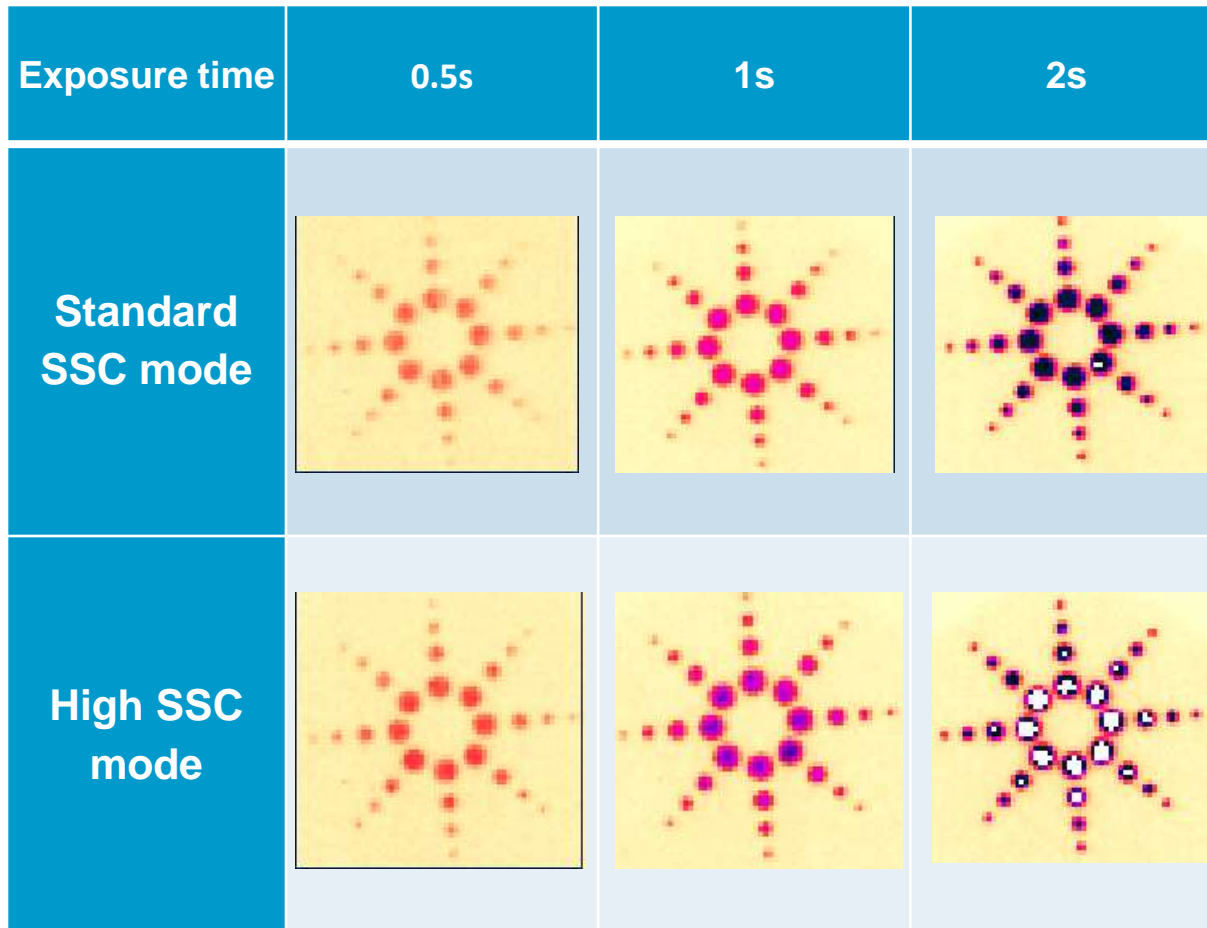 Exposure time
0.5s
1s
2s
Standard
SSC mode
High SSC
mode